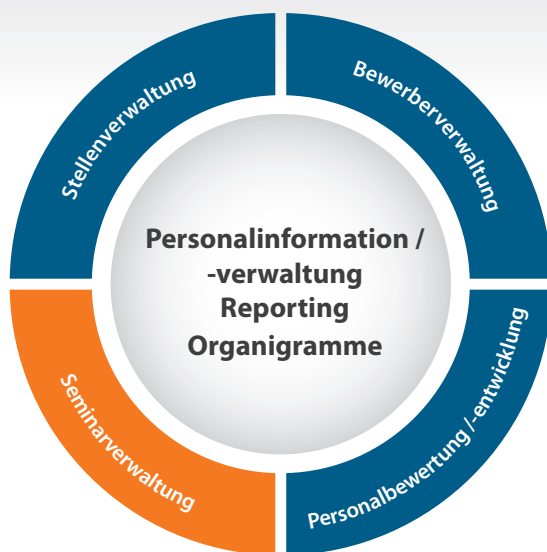 Stellenverwaltung
Bewerberverwaltung
Personalinformation /
-verwaltung
Reporting
Organigramme
Seminarverwaltung
Personalbewertung /-entwicklung